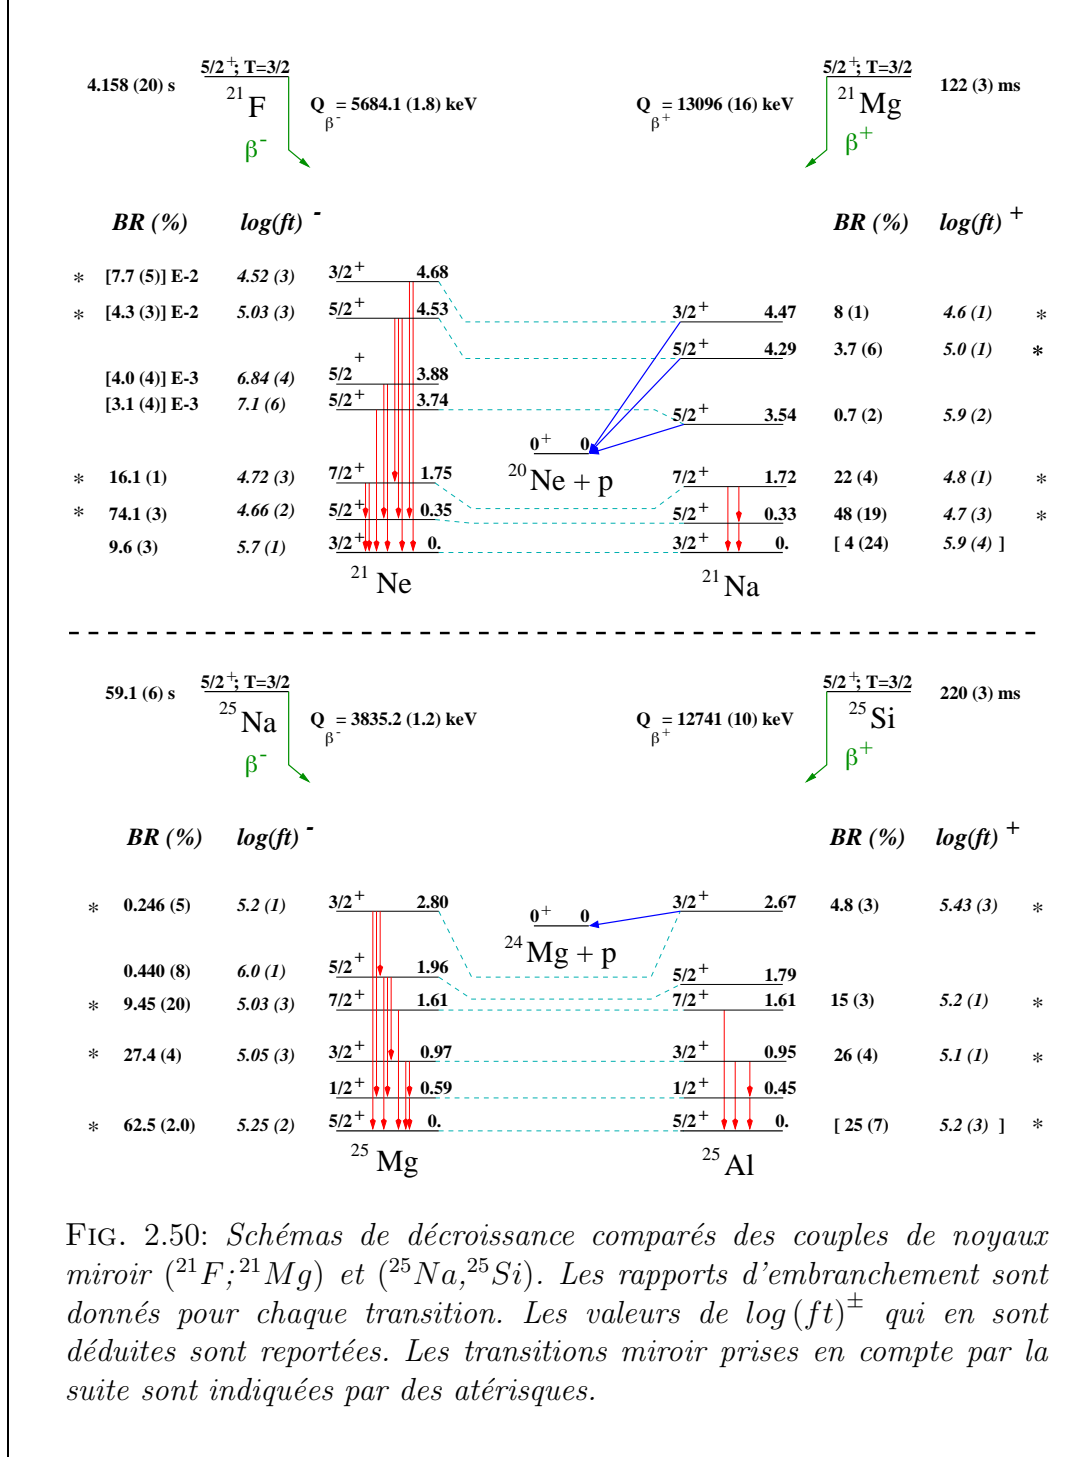 5/2+; T=3/2 5/2+; T=3/2
4.158 (20) s 21F Qβ- = 5684.1 (1.8) keV Qβ+ = 13096 (16) keV 21Mg 122 (3) ms
β- β+
BR (%) log(ft) - BR (%) log(ft) +
* [7.7 (5)] E-2 4.52 (3) 3/2+ 4.68
* [4.3 (3)] E-2 5.03 (3) 5/2+ 4.53 3/2+ 4.47 8 (1) 4.6 (1) *
5/2+ 4.29 3.7 (6) 5.0 (1) *
[4.0 (4)] E-3 6.84 (4) 5/2+ 3.88
[3.1 (4)] E-3 7.1 (6) 5/2+ 3.74 5/2+ 3.54 0.7 (2) 5.9 (2)
0+ 0
20Ne + p
* 16.1 (1) 4.72 (3) 7/2+ 1.75 7/2+ 1.72 22 (4) 4.8 (1) *
* 74.1 (3) 4.66 (2) 5/2+ 0.35 5/2+ 0.33 48 (19) 4.7 (3) *
9.6 (3) 5.7 (1) 3/2+ 0. 3/2+ 0. [ 4 (24) 5.9 (4) ]
21Ne 21Na
5/2+; T=3/2 5/2+; T=3/2
59.1 (6) s 25Na Qβ- = 3835.2 (1.2) keV Qβ+ = 12741 (10) keV 25Si 220 (3) ms
β- β+
BR (%) log(ft) - BR (%) log(ft) +
* 0.246 (5) 5.2 (1) 3/2+ 2.80 3/2+ 2.67 4.8 (3) 5.43 (3) *
0+ 0
24Mg + p
0.440 (8) 6.0 (1) 5/2+ 1.96 5/2+ 1.79
* 9.45 (20) 5.03 (3) 7/2+ 1.61 7/2+ 1.61 15 (3) 5.2 (1) *
* 27.4 (4) 5.05 (3) 3/2+ 0.97 3/2+ 0.95 26 (4) 5.1 (1) *
1/2+ 0.59 1/2+ 0.45
* 62.5 (2.0) 5.25 (2) 5/2+ 0. 5/2+ 0. [ 25 (7) 5.2 (3) ] *
25Mg 25Al
FIG. 2.50: Schémas de décroissance comparés des couples de noyaux
miroir (21F;21Mg) et (25Na,25Si). Les rapports d'embranchement sont
donnés pour chaque transition. Les valeurs de log (ft)± qui en sont
déduites sont reportées. Les transitions miroir prises en compte par la
suite sont indiquées par des atérisques.